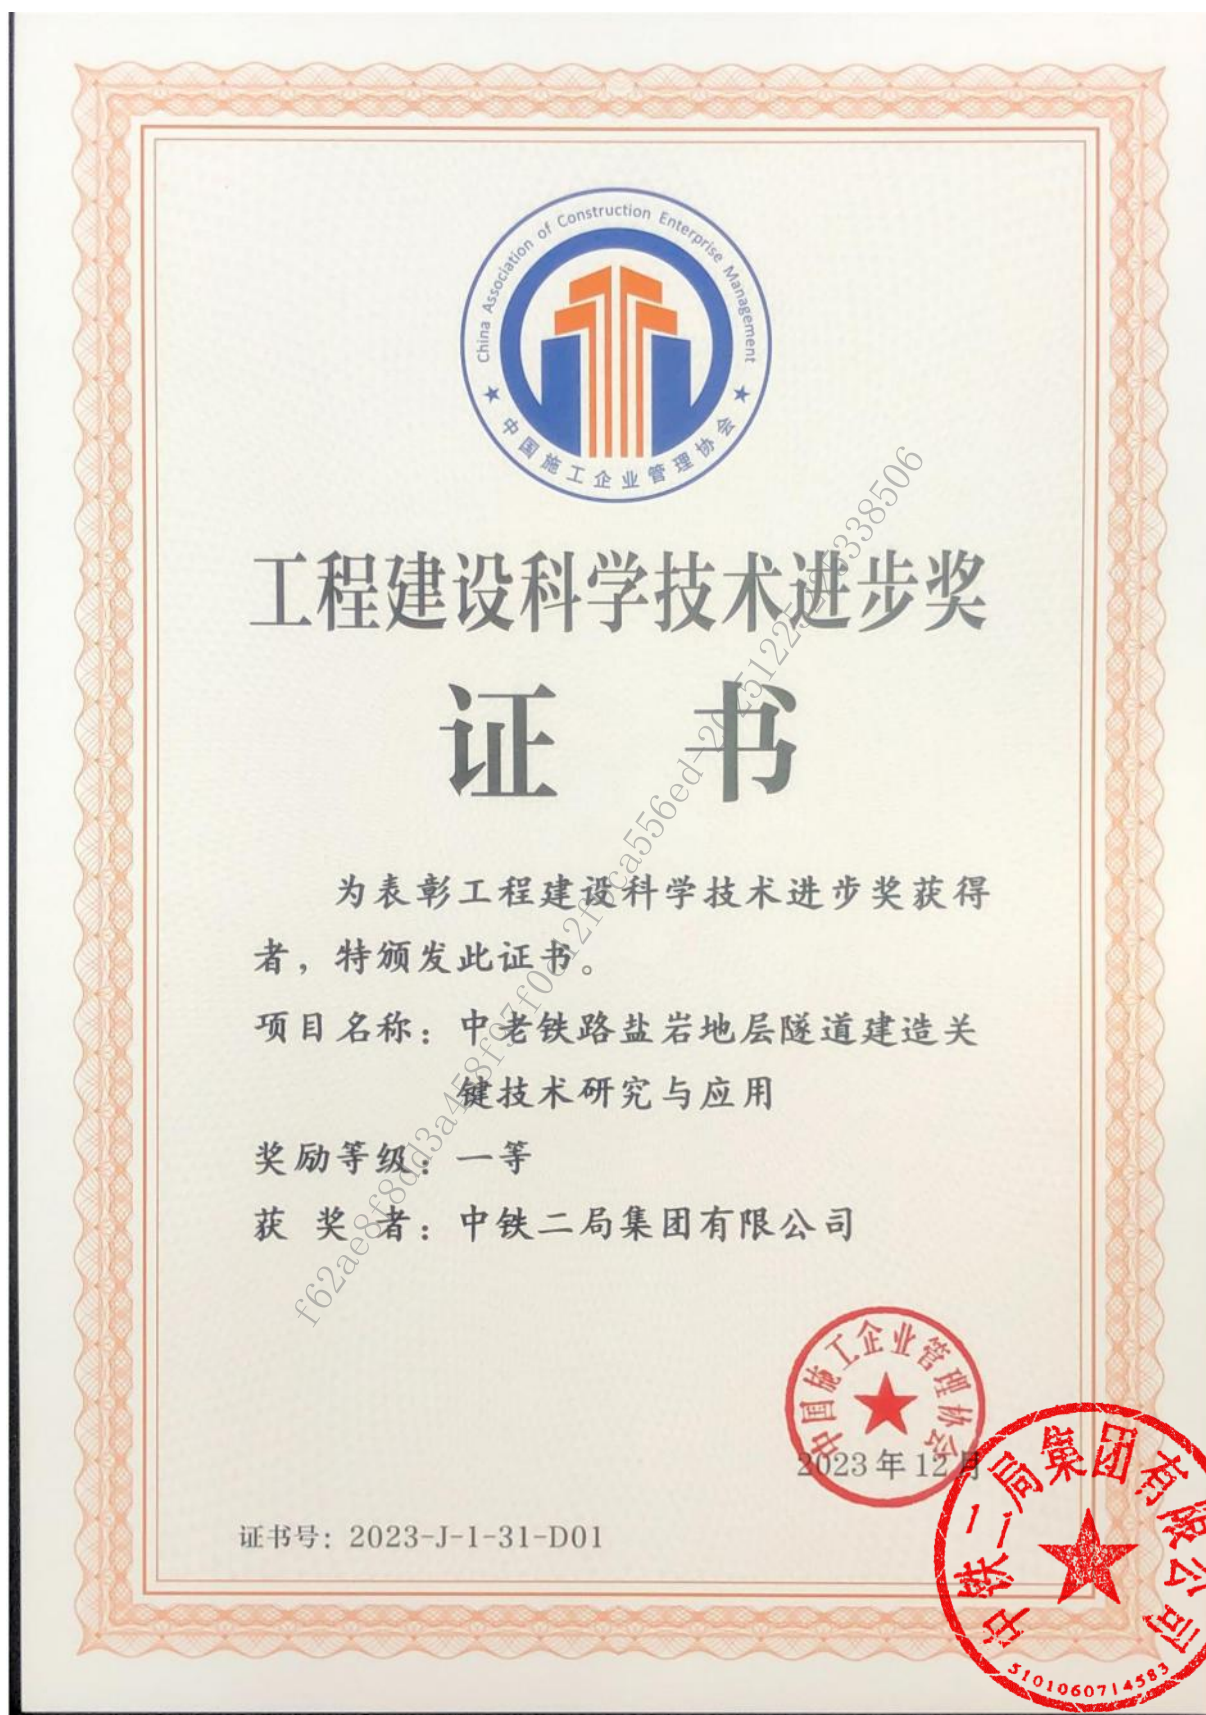 China Association of Construction Enterprise Management
中国施工企业管理协会
工程建设科学技术进步奖
证 书
为表彰工程建设科学技术进步奖获得
者，特颁发此证书。
项目名称：中老铁路盐岩地层隧道建造关
键技术研究与应用
奖励等级：一等
获 奖 者：中铁二局集团有限公司
中国施工企业管理协会
2023年12月
中铁二局集团有限公司
5101060714583
证书号：2023-J-1-31-D01